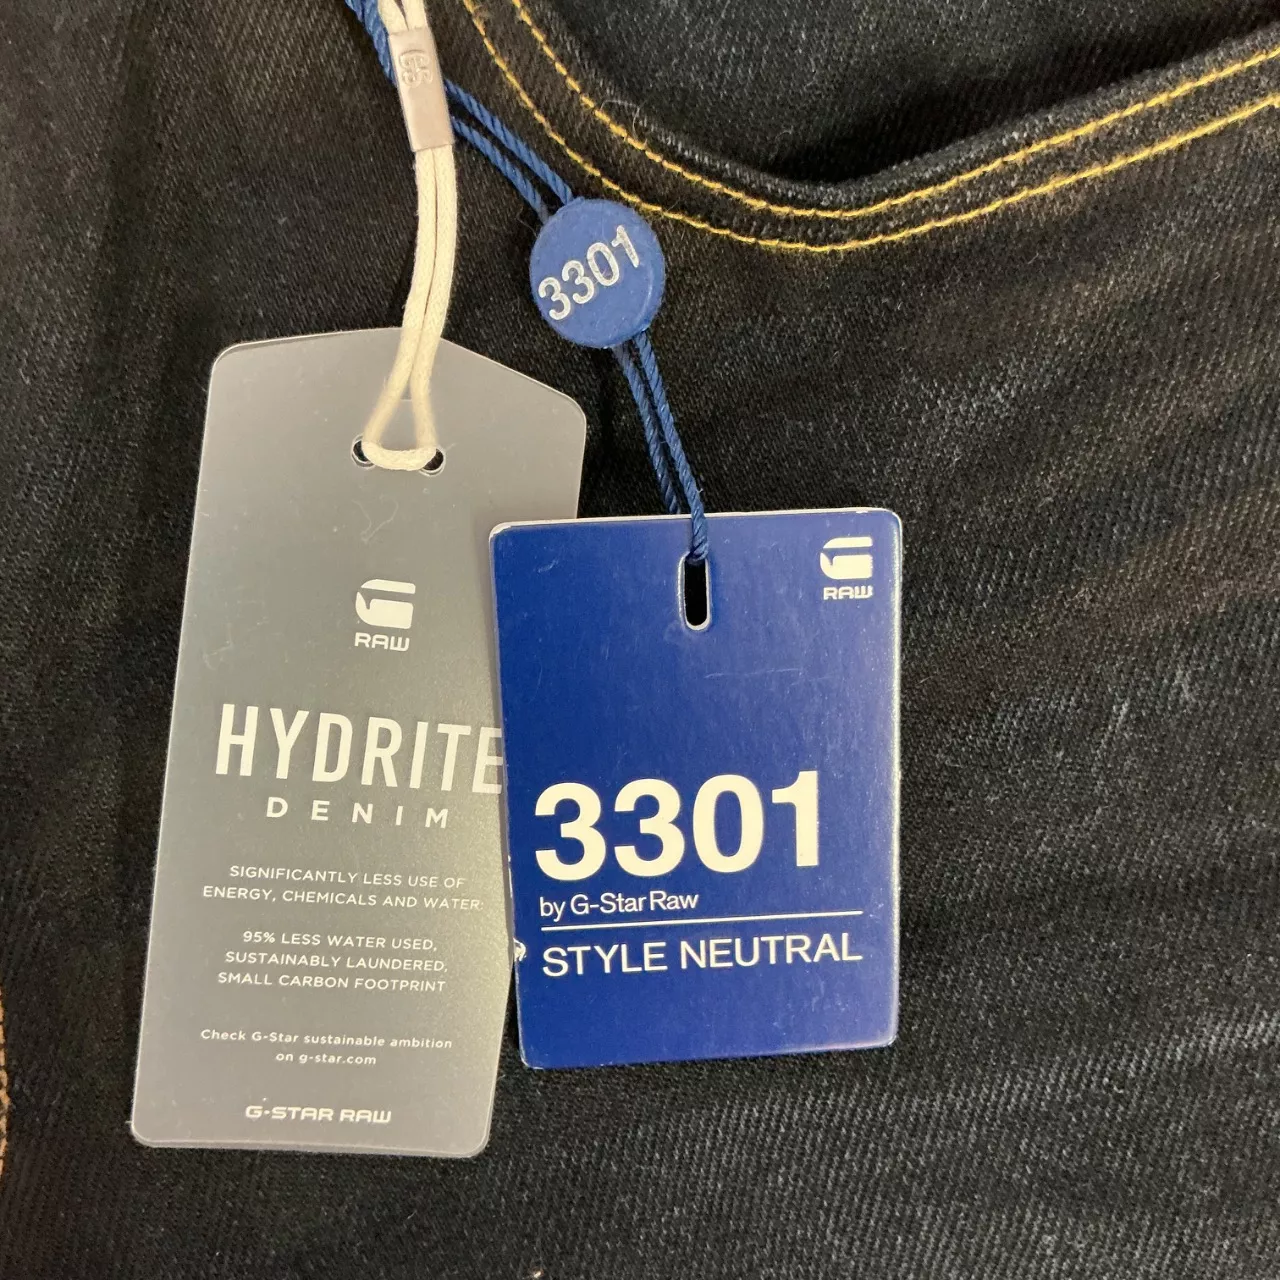 GS
3301
RAW
HYDRITE
DENIM
SIGNIFICANTLY LESS USE OF
ENERGY, CHEMICALS AND WATER:
95% LESS WATER USED,
SUSTAINABLY LAUNDERED,
SMALL CARBON FOOTPRINT
Check G-Star sustainable ambition
on g-star.com
G-STAR RAW
RAW
3301
by G-Star Raw
STYLE NEUTRAL